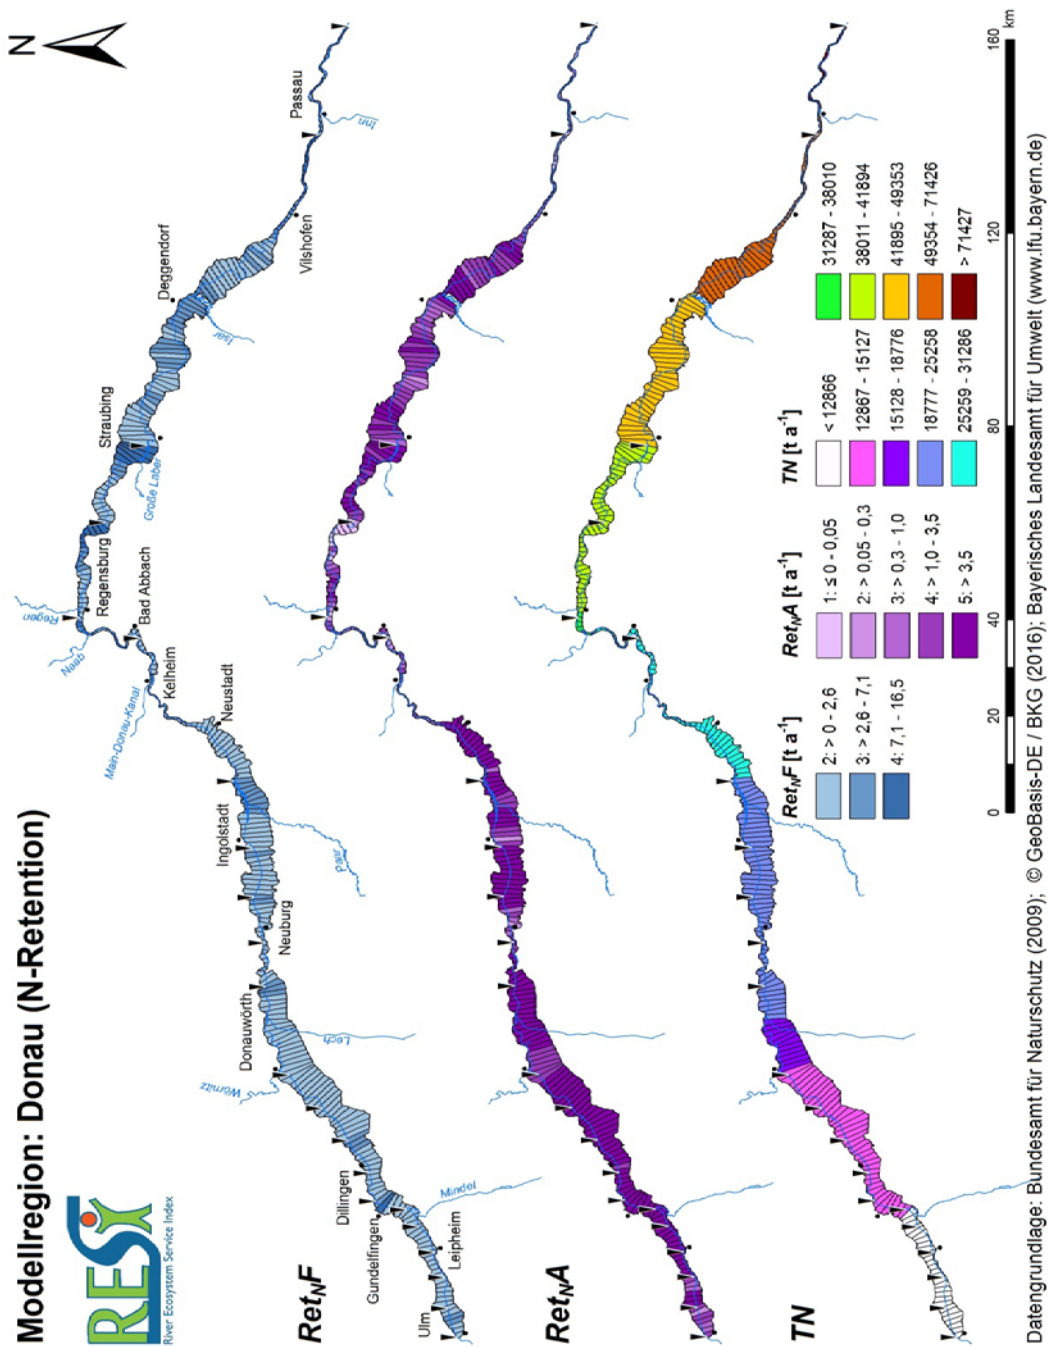 Modellregion: Donau (N-Retention)
N
RESI
River Ecosystem Service Index
Ret_N F
Ulm
Leipheim
Gundelfingen
Dillingen
Mindel
Donauwörth
Wörnitz
Lech
Neuburg
Ingolstadt
Paar
Neustadt
Main-Donau-Kanal
Kelheim
Bad Abbach
Naab
Regen
Regensburg
Große Laber
Straubing
Deggendorf
Isar
Vilshofen
Passau
Inn
Ret_N A
TN
Ret_N F [t a⁻¹]
2: > 0 - 2,6
3: > 2,6 - 7,1
4: 7,1 - 16,5
Ret_N A [t a⁻¹]
1: ≤ 0 - 0,05
2: > 0,05 - 0,3
3: > 0,3 - 1,0
4: > 1,0 - 3,5
5: > 3,5
TN [t a⁻¹]
<12866
12867 - 15127
15128 - 18776
18777 - 25258
25259 - 31286
31287 - 38010
38011 - 41894
41895 - 49353
49354 - 71426
> 71427
0 20 40 80 120 160
km
Datengrundlage: Bundesamt für Naturschutz (2009); © GeoBasis-DE / BKG (2016); Bayerisches Landesamt für Umwelt (www.lfu.bayern.de)